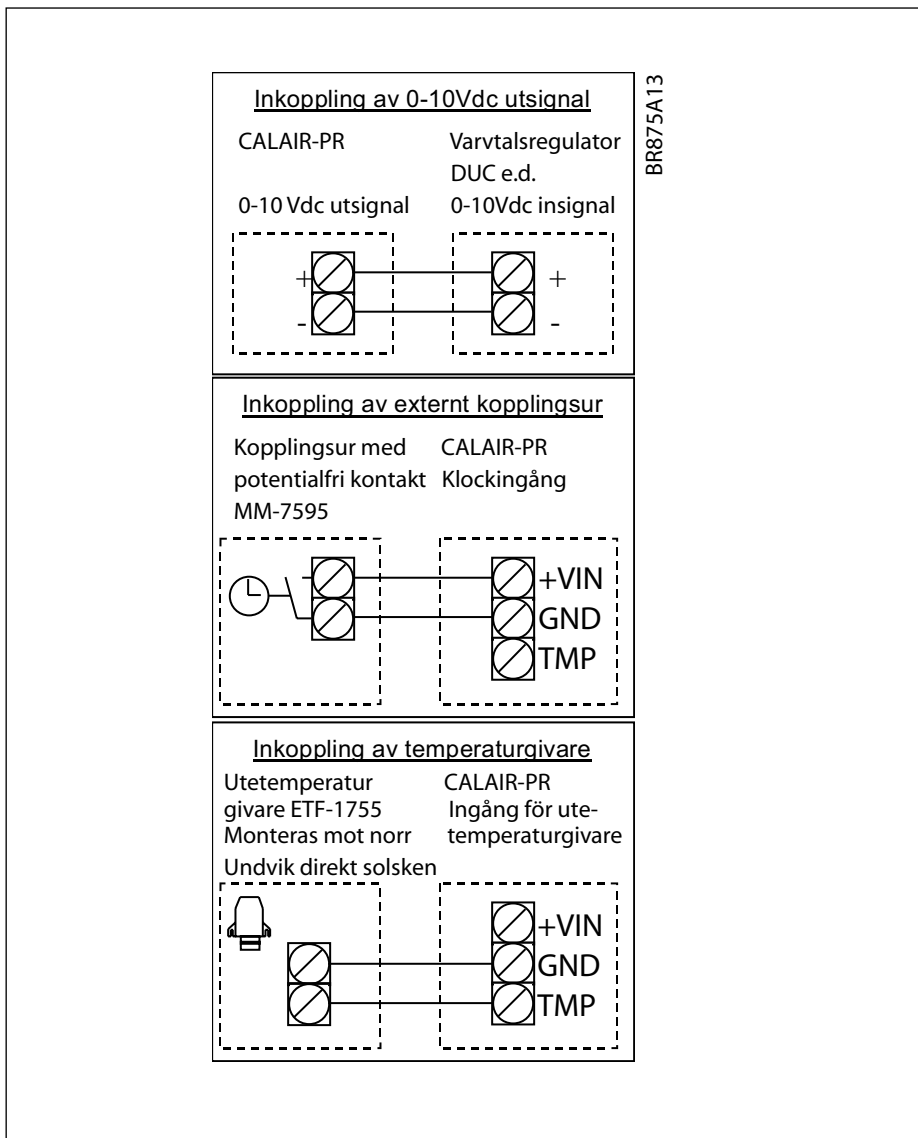 BR875A13
Inkoppling av 0-10Vdc utsignal
CALAIR-PR
Varvtalsregulator
DUC e.d.
0-10 Vdc utsignal
0-10Vdc insignal
+
-
+
-
Inkoppling av externt kopplingsur
Kopplingsur med
potentialfri kontakt
MM-7595
CALAIR-PR
Klockingång
+VIN
GND
TMP
Inkoppling av temperaturgivare
Utetemperatur
givare ETF-1755
Monteras mot norr
Undvik direkt solsken
CALAIR-PR
Ingång för ute-
temperaturgivare
+VIN
GND
TMP